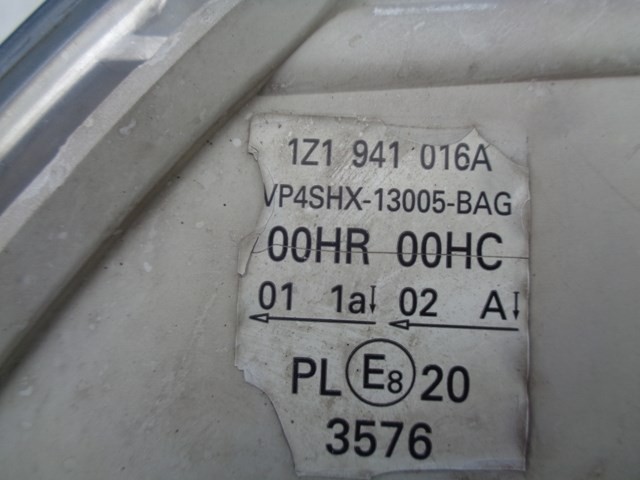 1Z1 941 016A
VP4SHX-13005-BAG
00HR 00HC
01 1a↓ 02 A↓
PL E8 20
3576